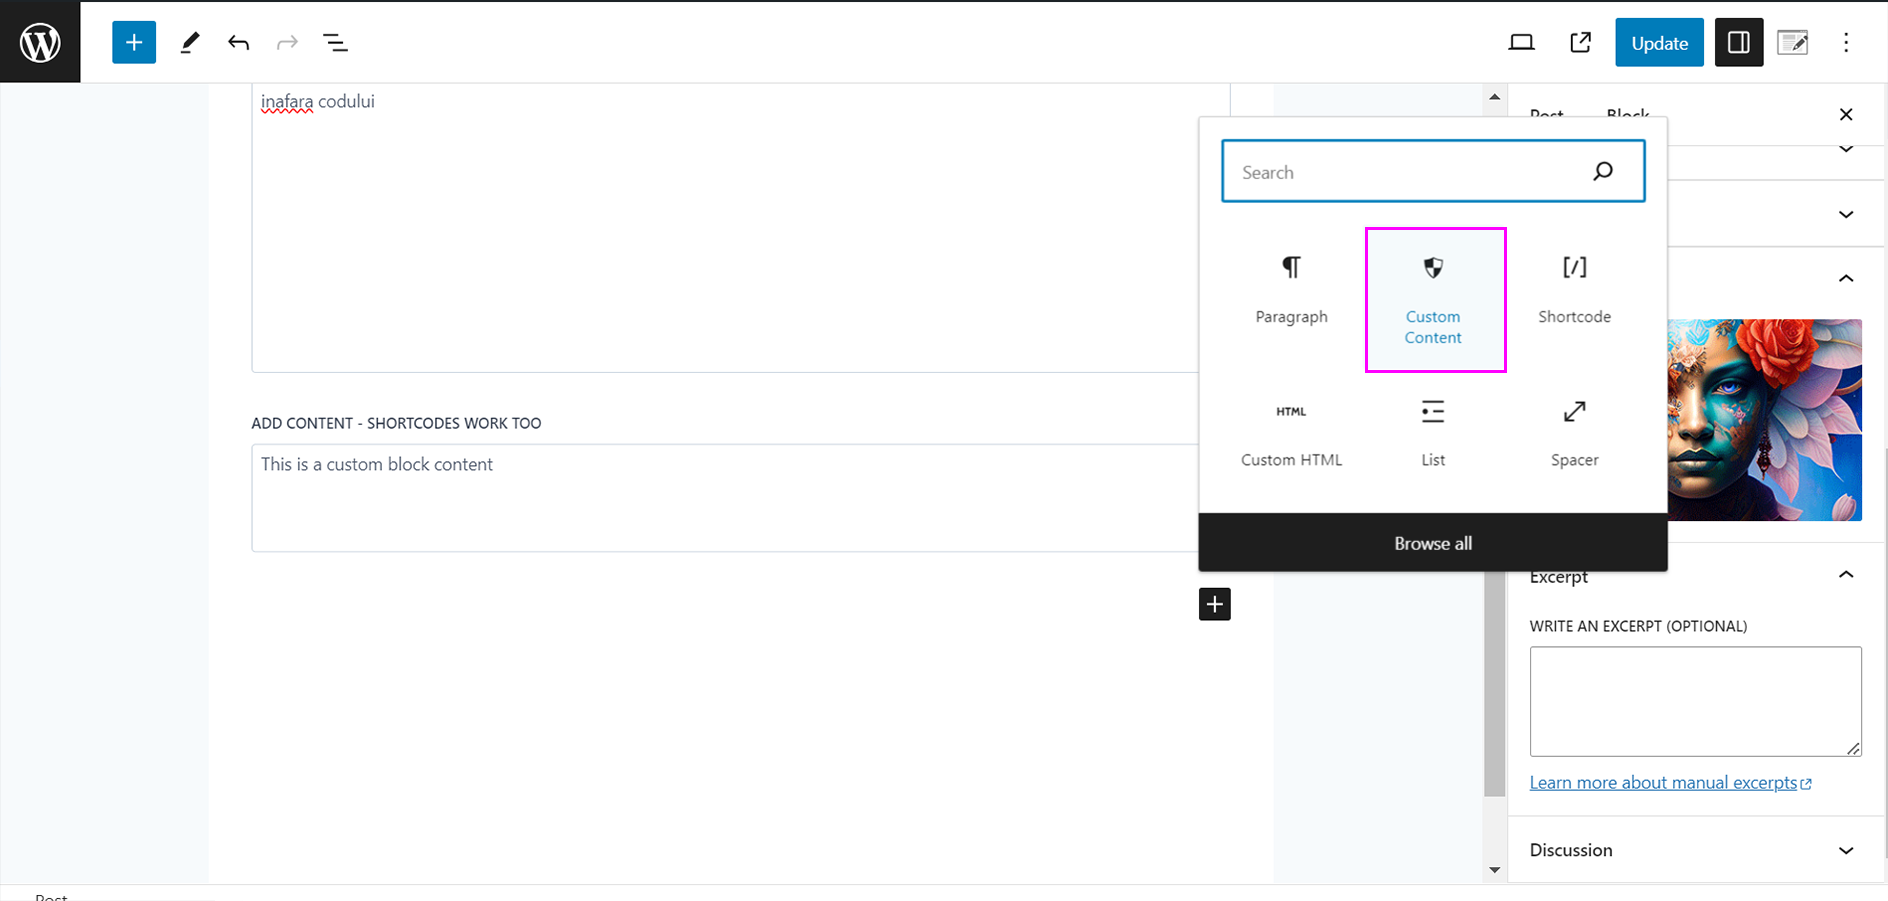 Update
inafara codului
Post Block
Search
Paragraph
Custom Content
Shortcode
HTML
Custom HTML
List
Spacer
Browse all
ADD CONTENT - SHORTCODES WORK TOO
This is a custom block content
Excerpt
WRITE AN EXCERPT (OPTIONAL)
Learn more about manual excerpts
Discussion
Post